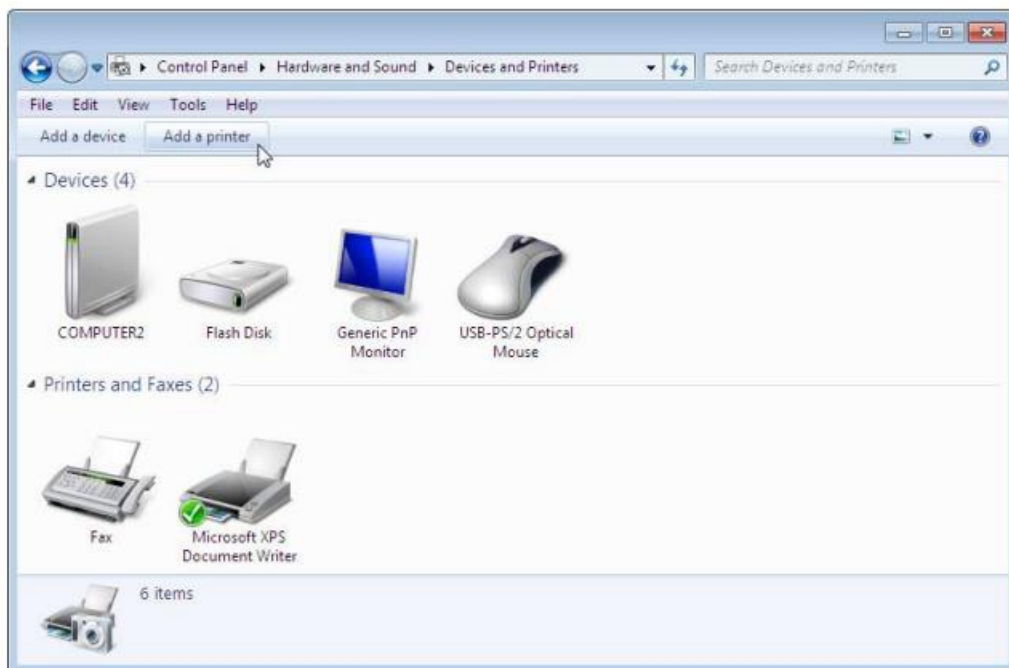 Control Panel Hardware and Sound Devices and Printers Search Devices and Printers
File Edit View Tools Help
Add a device Add a printer
Devices (4)
COMPUTER2 Flash Disk Generic PnP Monitor USB-PS/2 Optical Mouse
Printers and Faxes (2)
Fax Microsoft XPS Document Writer
6 items